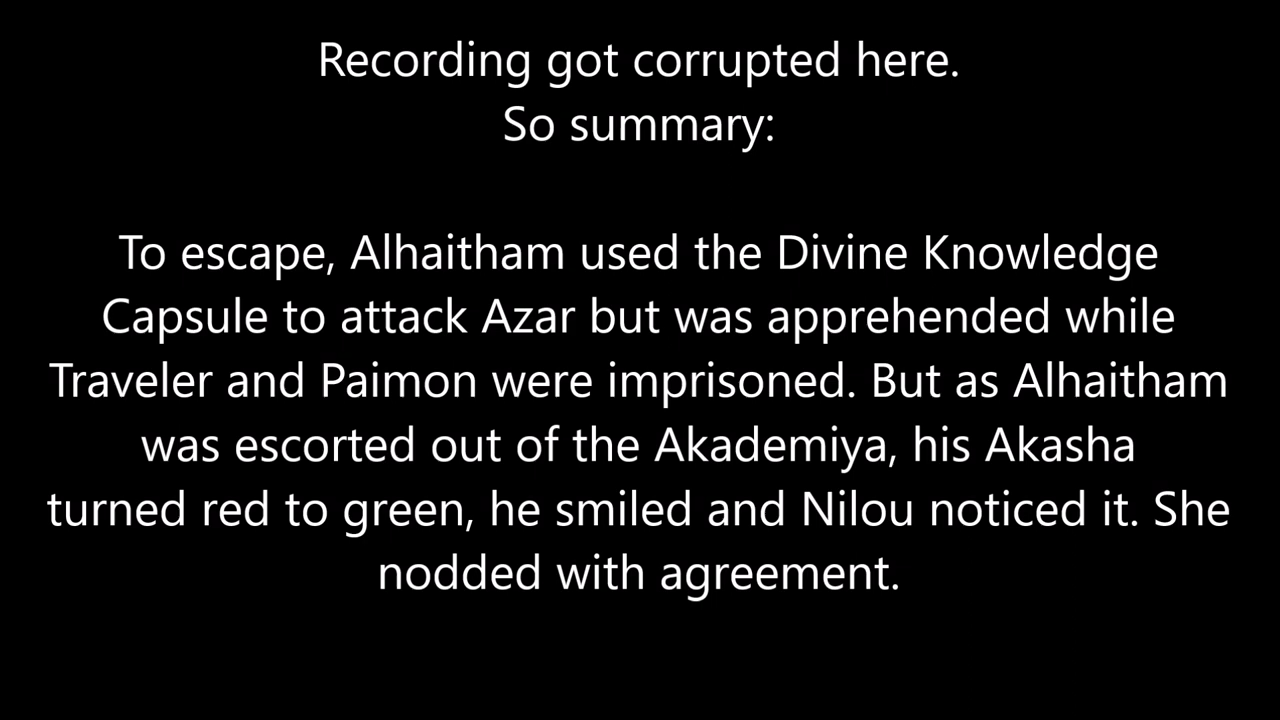 Recording got corrupted here.
So summary:
To escape, Alhaitham used the Divine Knowledge
Capsule to attack Azar but was apprehended while
Traveler and Paimon were imprisoned. But as Alhaitham
was escorted out of the Akademiya, his Akasha
turned red to green, he smiled and Nilou noticed it. She
nodded with agreement.